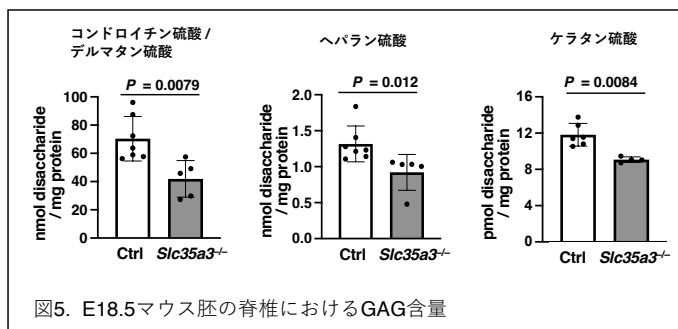 コンドロイチン硫酸 /
デルマタン硫酸
P = 0.0079
100
80
60
40
20
0
nmol disaccharide
/ mg protein
Ctrl Slc35a3–/–
ヘパラン硫酸
P = 0.012
2.0
1.5
1.0
0.5
0.0
nmol disaccharide
/ mg protein
Ctrl Slc35a3–/–
ケラタン硫酸
P = 0.0084
16
12
8
4
0
pmol disaccharide
/ mg protein
Ctrl Slc35a3–/–
図5. E18.5マウス胚の脊椎におけるGAG含量